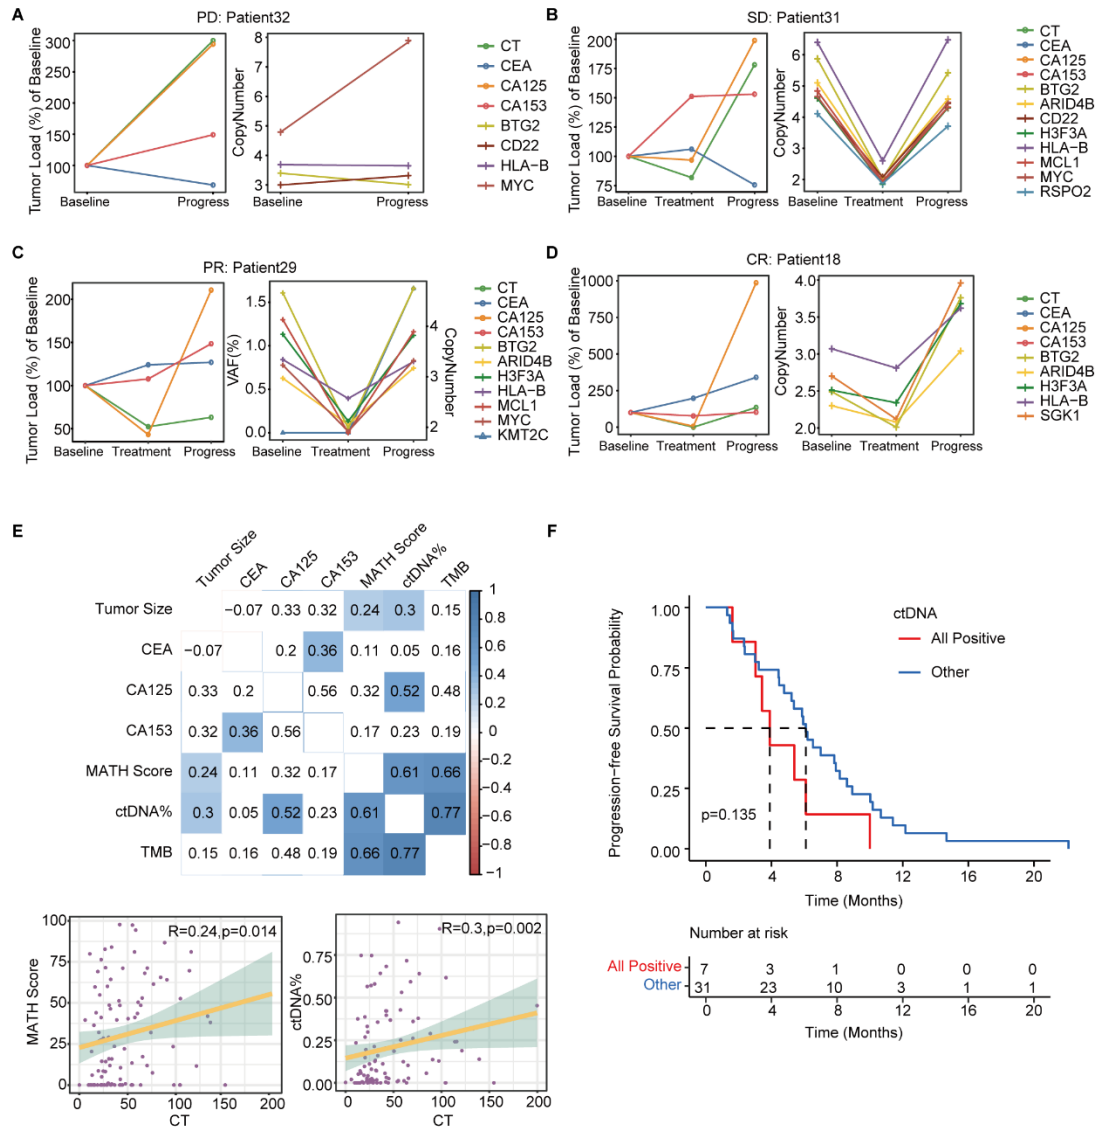 A
PD: Patient32
Tumor Load (%) of Baseline
300
250
200
150
100
Baseline
Progress
CopyNumber
8
7
6
5
4
3
Baseline
Progress
CT
CEA
CA125
CA153
BTG2
CD22
HLA−B
MYC
B
SD: Patient31
Tumor Load (%) of Baseline
200
175
150
125
100
75
Baseline Treatment Progress
CopyNumber
6
5
4
3
2
Baseline Treatment Progress
CT
CEA
CA125
CA153
BTG2
ARID4B
CD22
H3F3A
HLA−B
MCL1
MYC
RSPO2
C
PR: Patient29
Tumor Load (%) of Baseline
200
150
100
50
Baseline Treatment Progress
VAF(%)
1.5
1.0
0.5
0.0
CopyNumber
4
3
2
Baseline Treatment Progress
CT
CEA
CA125
CA153
BTG2
ARID4B
H3F3A
HLA−B
MCL1
MYC
KMT2C
D
CR: Patient18
Tumor Load (%) of Baseline
1000
750
500
250
0
Baseline Treatment Progress
CopyNumber
4.0
3.5
3.0
2.5
2.0
Baseline Treatment Progress
CT
CEA
CA125
CA153
BTG2
ARID4B
H3F3A
HLA−B
SGK1
E
Tumor Size CEA CA125 CA153 MATH Score ctDNA% TMB
Tumor Size −0.07 0.33 0.32 0.24 0.3 0.15
CEA −0.07 0.2 0.36 0.11 0.05 0.16
CA125 0.33 0.2 0.56 0.32 0.52 0.48
CA153 0.32 0.36 0.56 0.17 0.23 0.19
MATH Score 0.24 0.11 0.32 0.17 0.61 0.66
ctDNA% 0.3 0.05 0.52 0.23 0.61 0.77
TMB 0.15 0.16 0.48 0.19 0.66 0.77
1
0.8
0.6
0.4
0.2
0
−0.2
−0.4
−0.6
−0.8
−1
R=0.24,p=0.014
MATH Score
100
75
50
25
0
0 50 100 150 200
CT
R=0.3,p=0.002
ctDNA%
0.75
0.50
0.25
0.00
0 50 100 150 200
CT
F
Progression−free Survival Probability
1.00
0.75
0.50
0.25
0.00
ctDNA
All Positive
Other
p=0.135
0 4 8 12 16 20
Time (Months)
Number at risk
All Positive 7 3 1 0 0 0
Other 31 23 10 3 1 1
0 4 8 12 16 20
Time (Months)